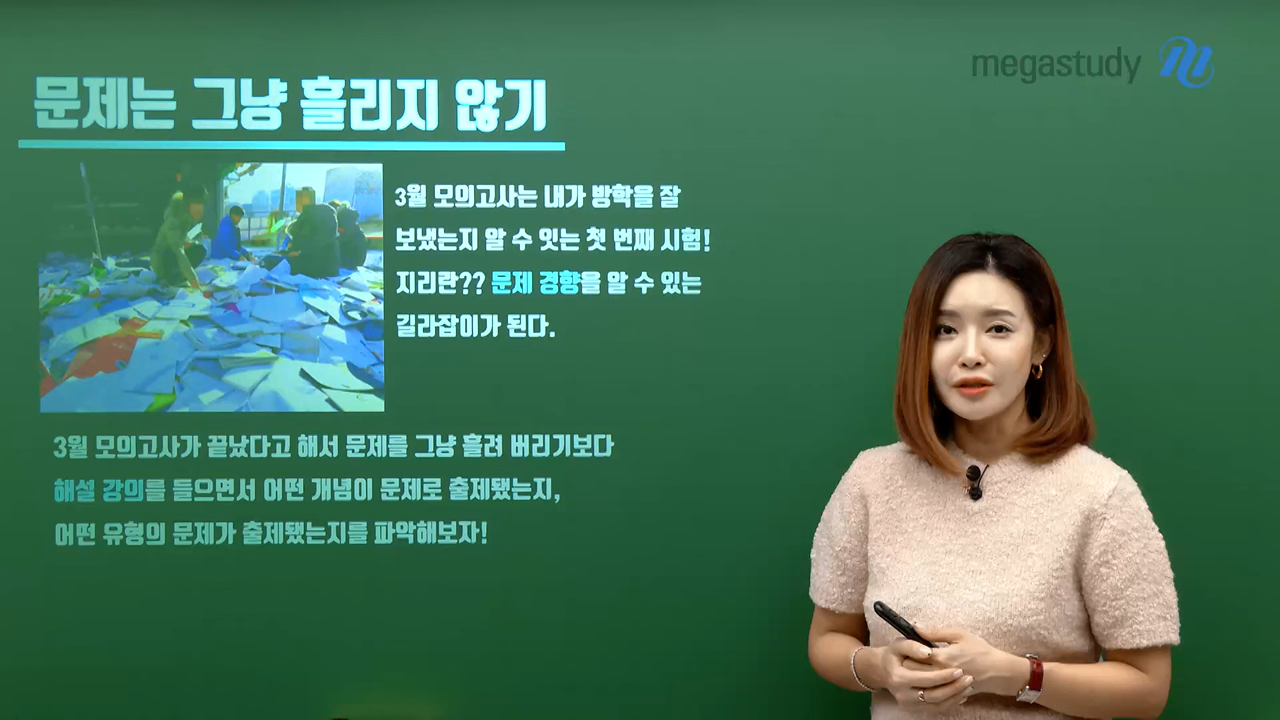 megastudy
문제는 그냥 흘리지 않기
3월 모의고사는 내가 방학을 잘
보냈는지 알 수 잇는 첫 번째 시험!
지리란?? 문제 경향을 알 수 있는
길라잡이가 된다.
3월 모의고사가 끝났다고 해서 문제를 그냥 흘려 버리기보다
해설 강의를 들으면서 어떤 개념이 문제로 출제됐는지,
어떤 유형의 문제가 출제됐는지를 파악해보자!